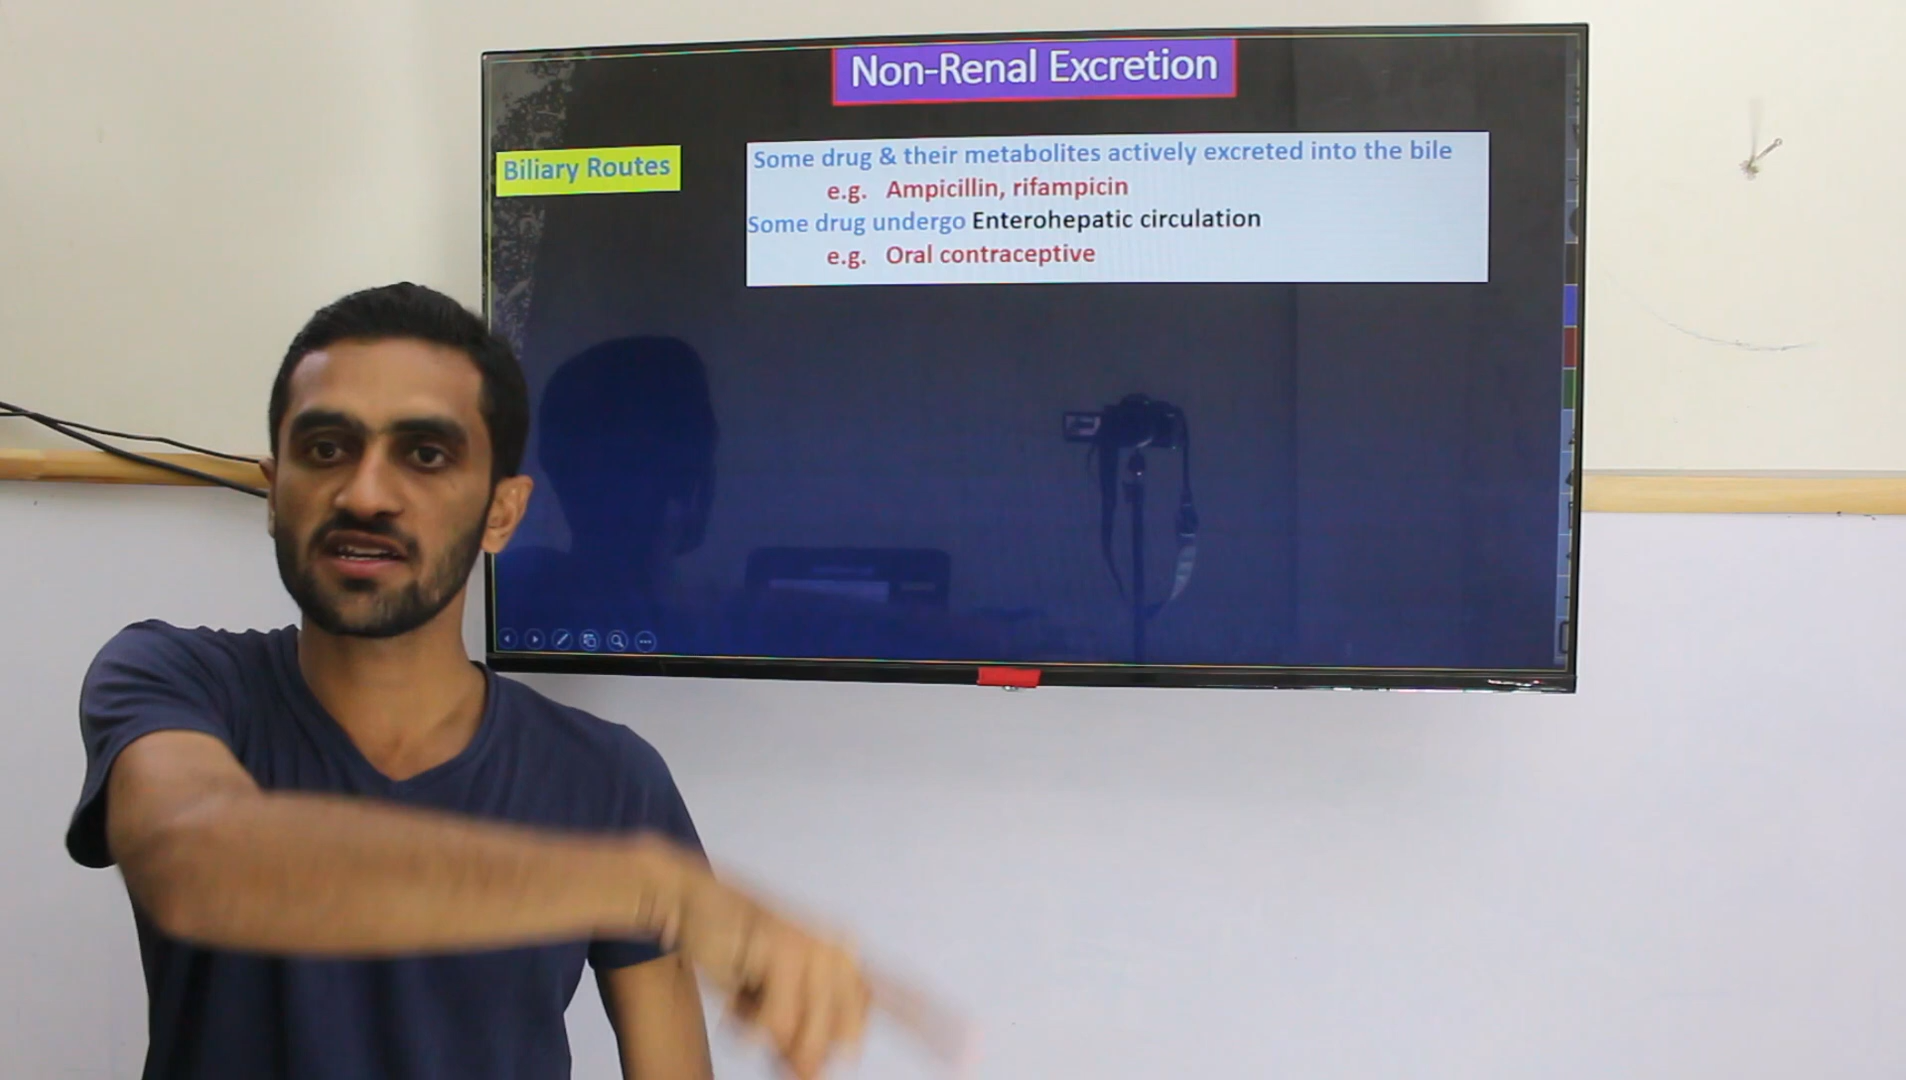 Non-Renal Excretion
Biliary Routes
Some drug & their metabolites actively excreted into the bile
e.g. Ampicillin, rifampicin
Some drug undergo Enterohepatic circulation
e.g. Oral contraceptive